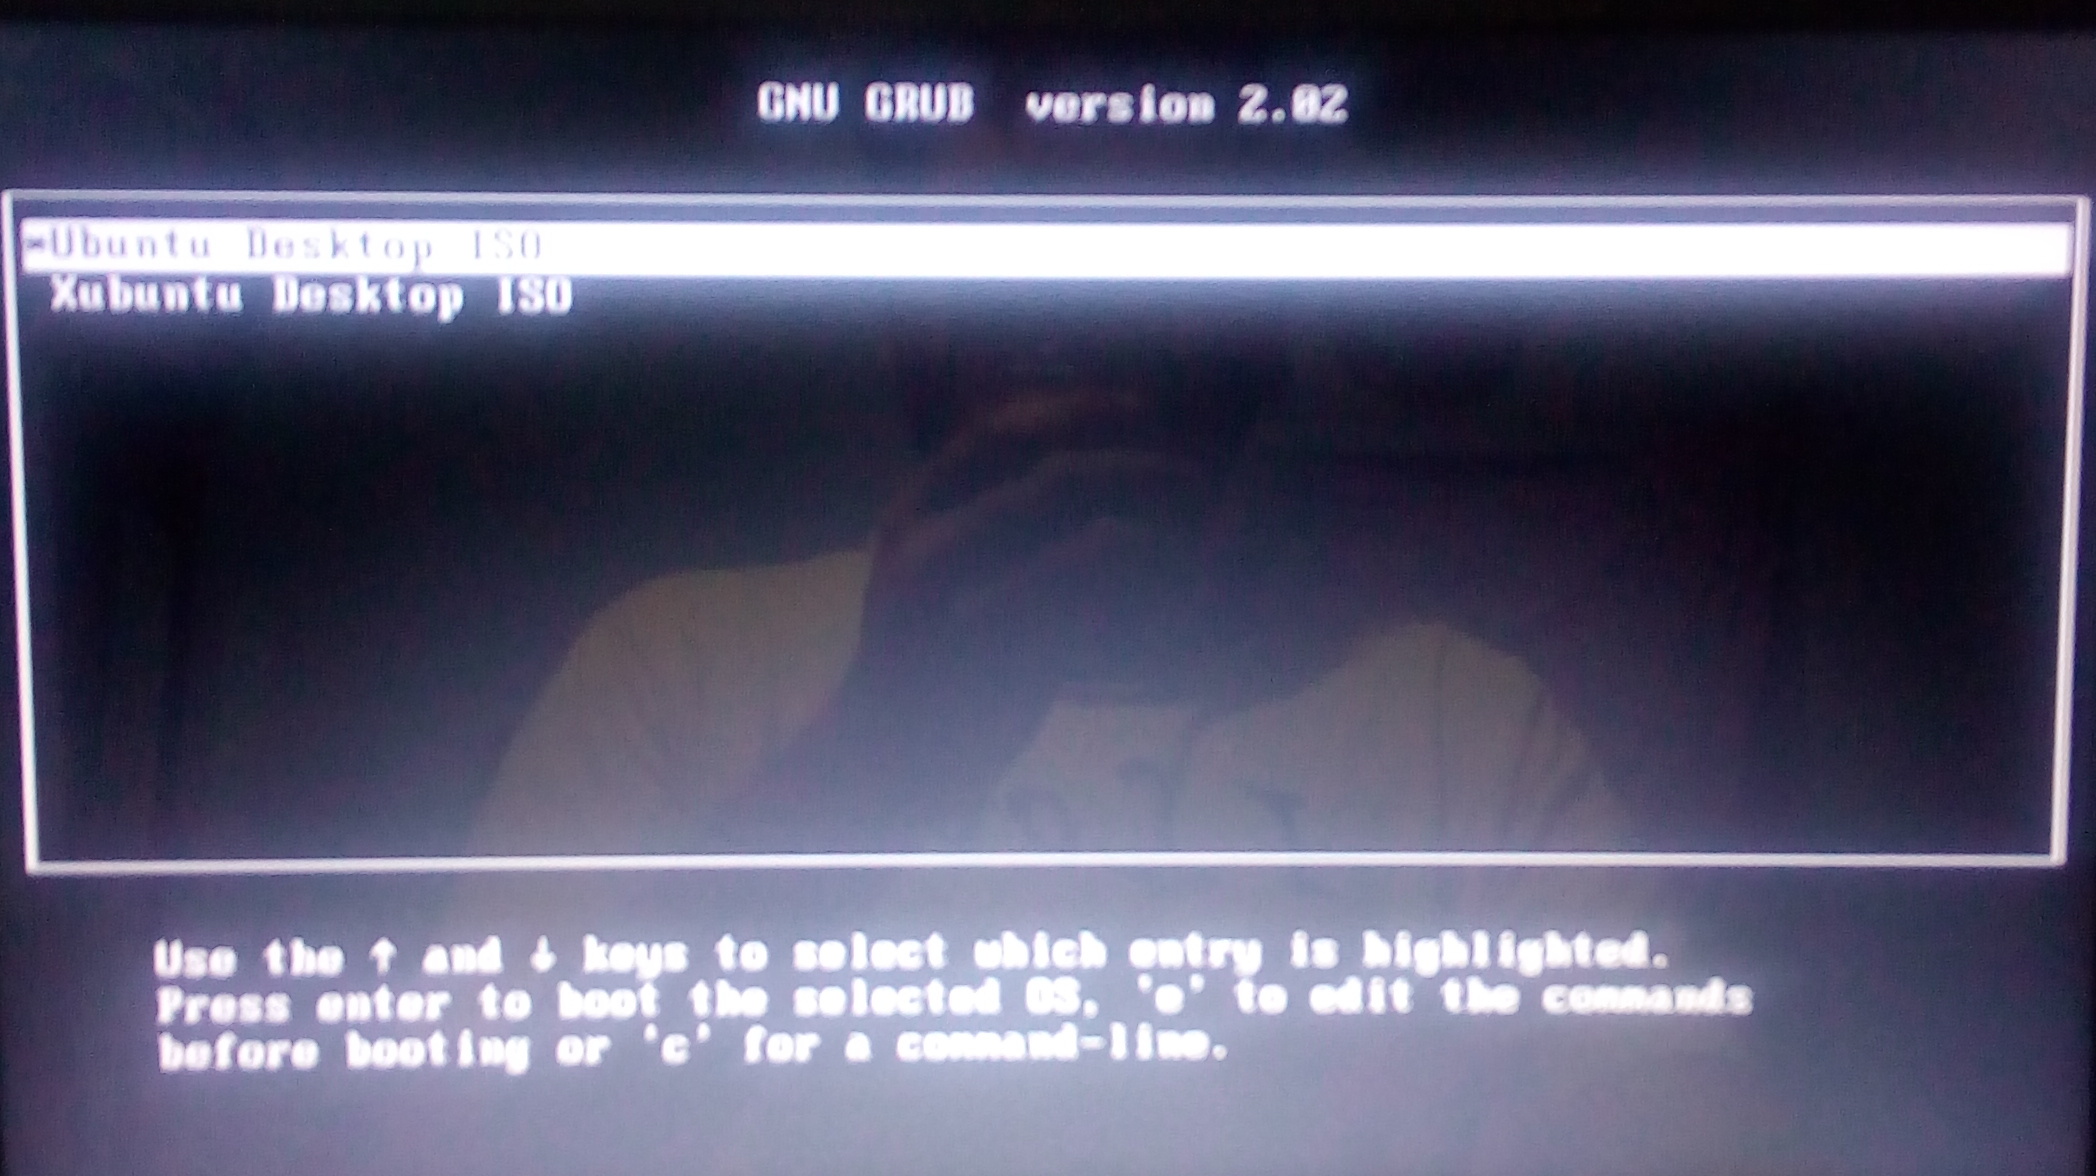 GNU GRUB version 2.02
*Ubuntu Desktop ISO
Xubuntu Desktop ISO
Use the ↑ and ↓ keys to select which entry is highlighted.
Press enter to boot the selected OS, 'e' to edit the commands
before booting or 'c' for a command-line.